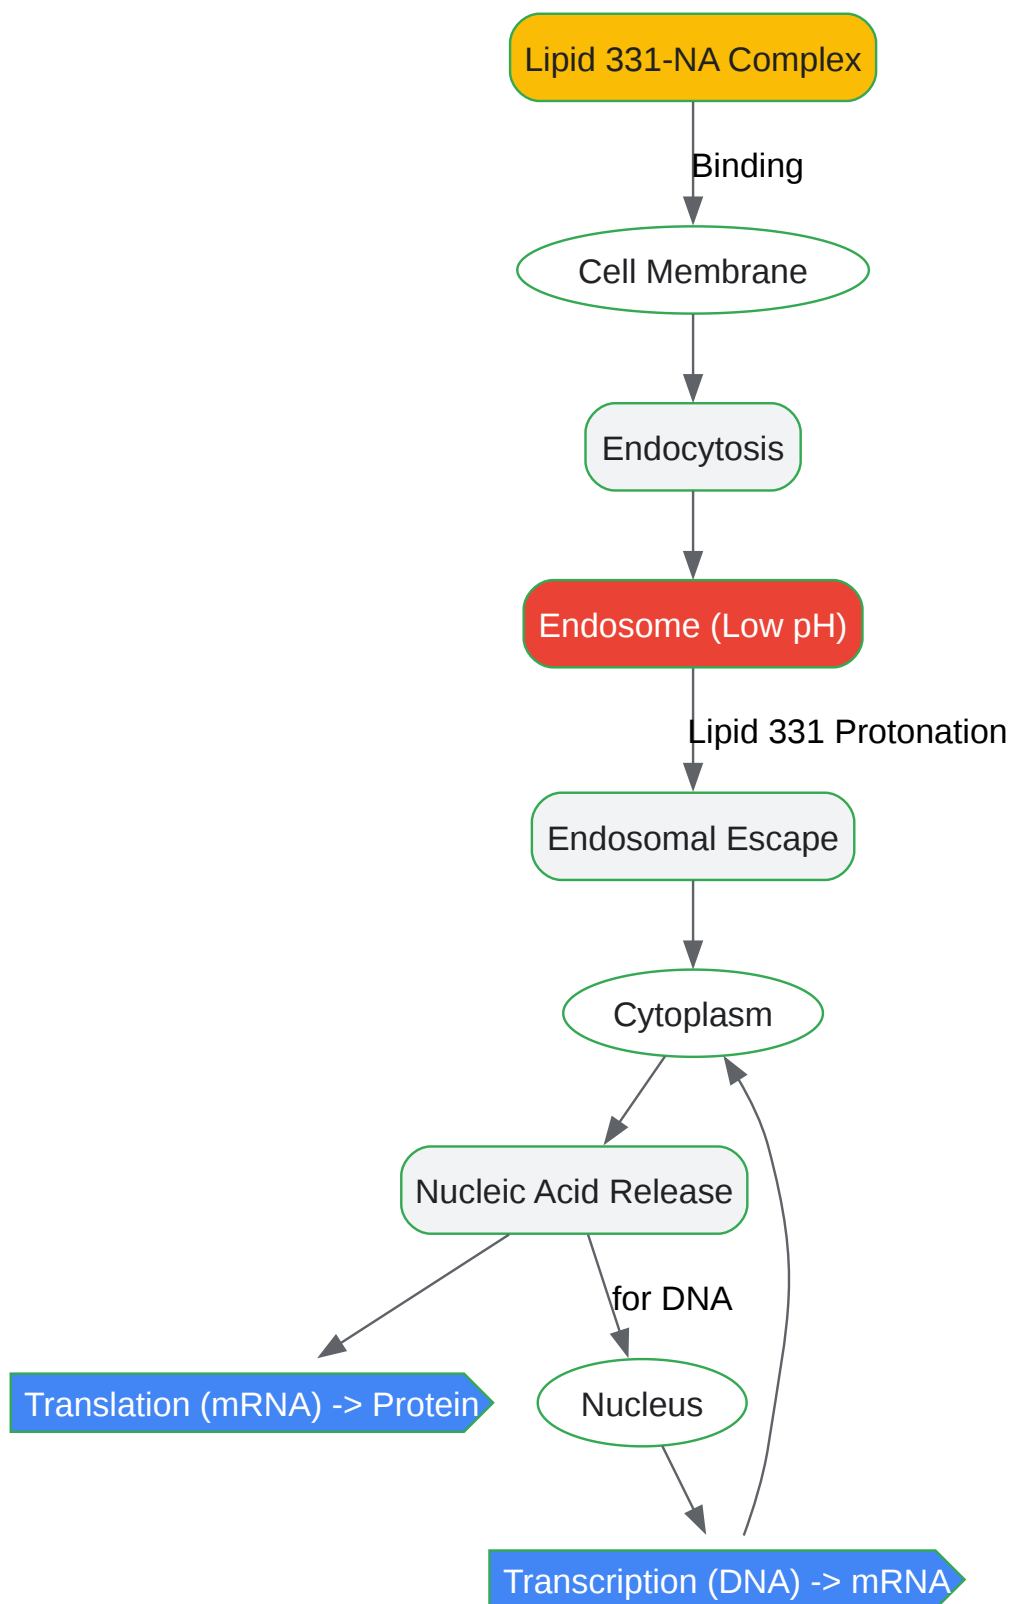 Lipid 331-NA Complex
Binding
Cell Membrane
Endocytosis
Endosome (Low pH)
Lipid 331 Protonation
Endosomal Escape
Cytoplasm
Nucleic Acid Release
for DNA
Translation (mRNA) -> Protein
Nucleus
Transcription (DNA) -> mRNA